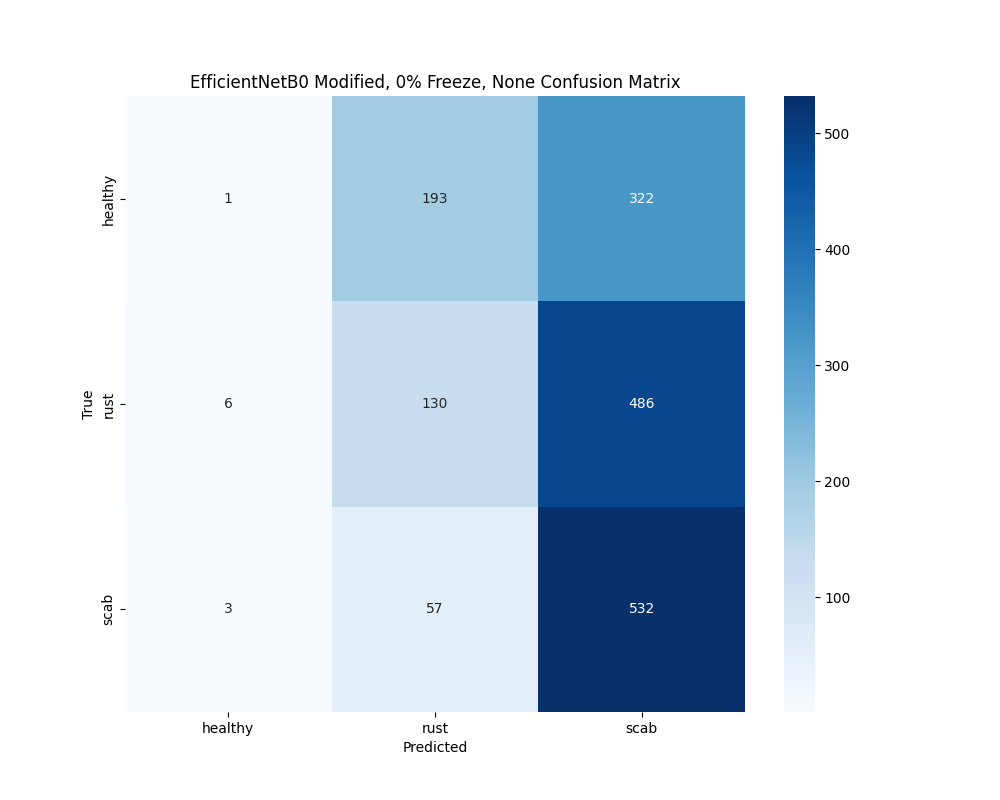 EfficientNetB0 Modified, 0% Freeze, None Confusion Matrix
healthy
1
193
322
True
rust
6
130
486
scab
3
57
532
healthy
rust
scab
Predicted
500
400
300
200
100